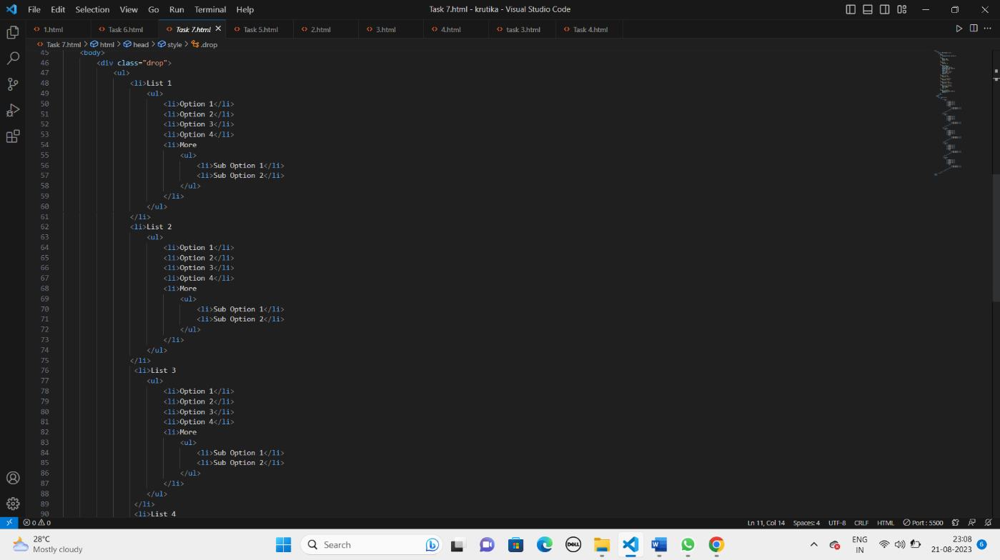 File Edit Selection View Go Run Terminal Help Task 7.html - krutika - Visual Studio Code
1.html Task 6.html Task 7.html Task 5.html 2.html 3.html 4.html task 3.html Task 4.html
Task 7.html > html > head > style > .drop
45 <body>
46 <div class="drop">
47 <ul>
48 <li>List 1
49 <ul>
50 <li>Option 1</li>
51 <li>Option 2</li>
52 <li>Option 3</li>
53 <li>Option 4</li>
54 <li>More
55 <ul>
56 <li>Sub Option 1</li>
57 <li>Sub Option 2</li>
58 </ul>
59 </li>
60 </ul>
61 </li>
62 <li>List 2
63 <ul>
64 <li>Option 1</li>
65 <li>Option 2</li>
66 <li>Option 3</li>
67 <li>Option 4</li>
68 <li>More
69 <ul>
70 <li>Sub Option 1</li>
71 <li>Sub Option 2</li>
72 </ul>
73 </li>
74 </ul>
75 </li>
76 <li>List 3
77 <ul>
78 <li>Option 1</li>
79 <li>Option 2</li>
80 <li>Option 3</li>
81 <li>Option 4</li>
82 <li>More
83 <ul>
84 <li>Sub Option 1</li>
85 <li>Sub Option 2</li>
86 </ul>
87 </li>
88 </ul>
89 </li>
90 <li>List 4
0 0 Ln 11, Col 14 Spaces: 4 UTF-8 CRLF HTML Port : 5500
28°C
Mostly cloudy
Search
DELL
ENG
IN
23:08
21-08-2023
6